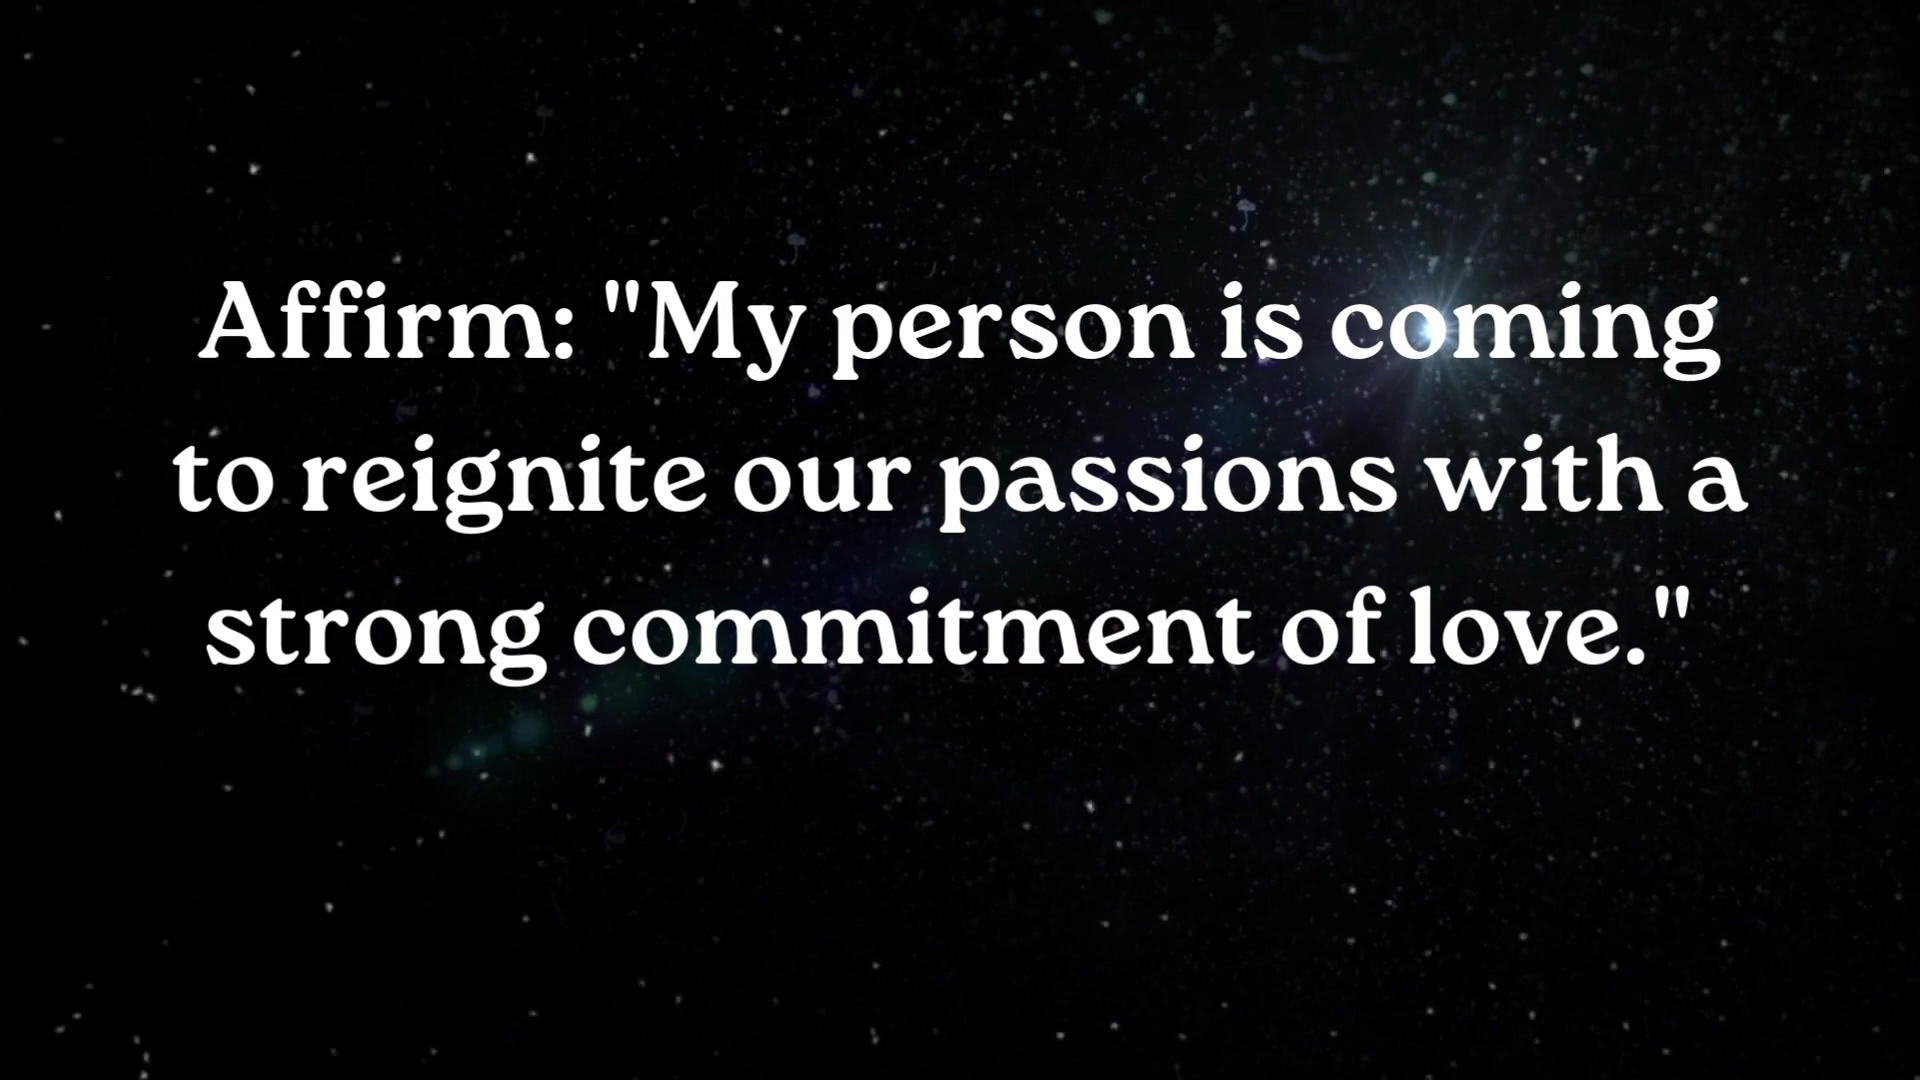 Affirm: "My person is coming
to reignite our passions with a
strong commitment of love."